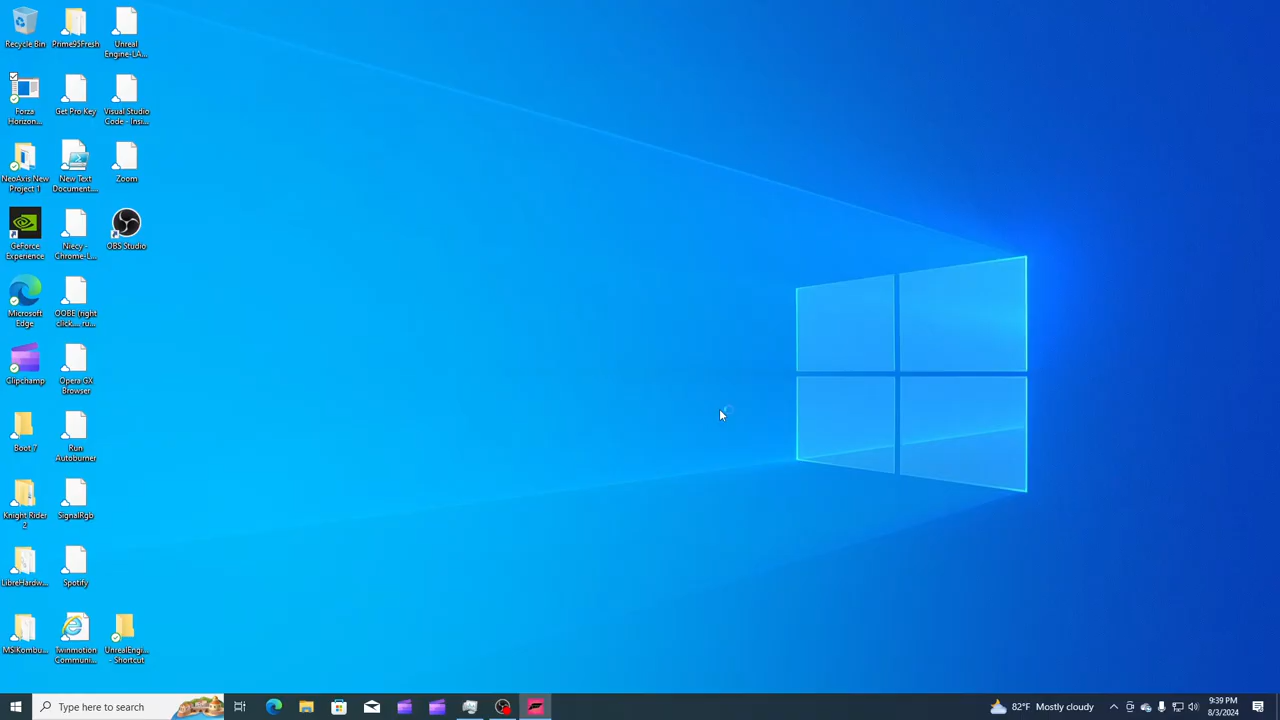 Recycle Bin
Prime95Fresh
Unreal
Engine-LA...
Forza
Horizon...
Get Pro Key
Visual Studio
Code - Insi...
NeoAxis New
Project 1
New Text
Document....
Zoom
GeForce
Experience
Niecy -
Chrome-L...
OBS Studio
Microsoft
Edge
OOBE (right
click.... ru...
Clipchamp
Opera GX
Browser
Boot 7
Run
Autoburner
Knight Rider
2
SignalRgb
LibreHardw...
Spotify
MSIKombu...
Twinmotion
Communi...
UnrealEngi...
- Shortcut
Type here to search
82°F Mostly cloudy
9:39 PM
8/3/2024